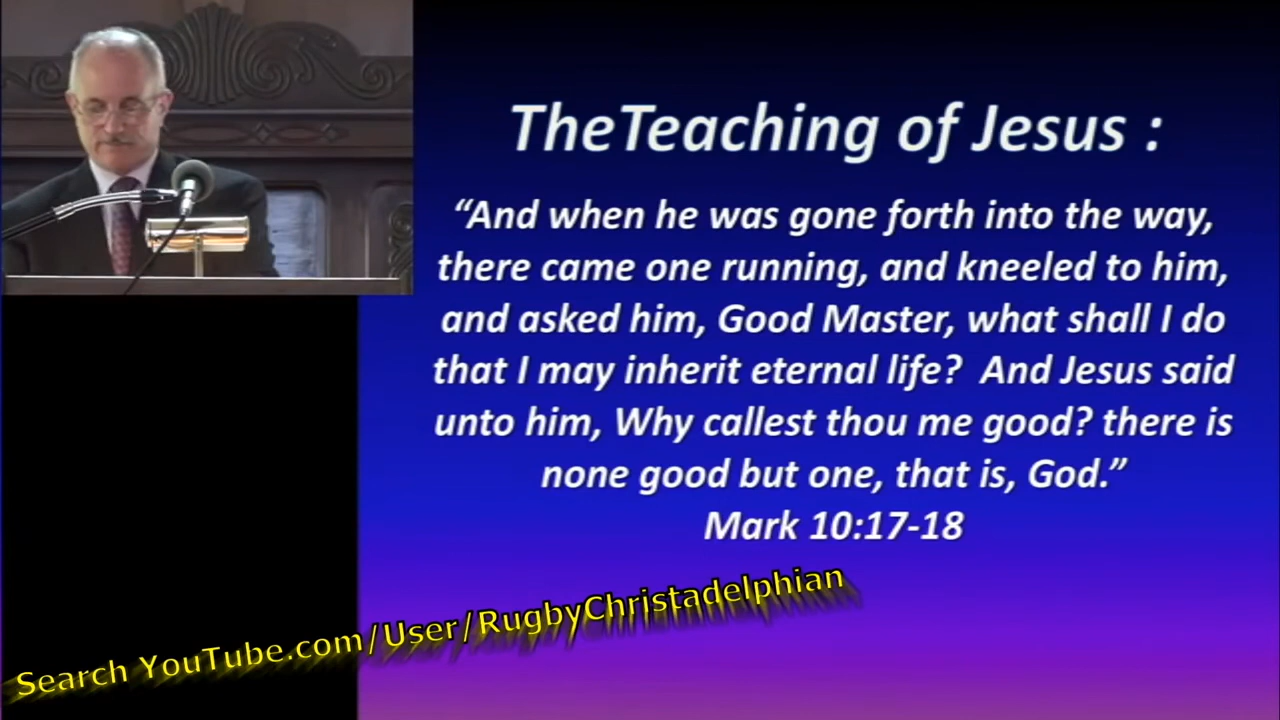 TheTeaching of Jesus :
“And when he was gone forth into the way,
there came one running, and kneeled to him,
and asked him, Good Master, what shall I do
that I may inherit eternal life?  And Jesus said
unto him, Why callest thou me good? there is
none good but one, that is, God.”
Mark 10:17-18
Search YouTube.com/User/RugbyChristadelphian